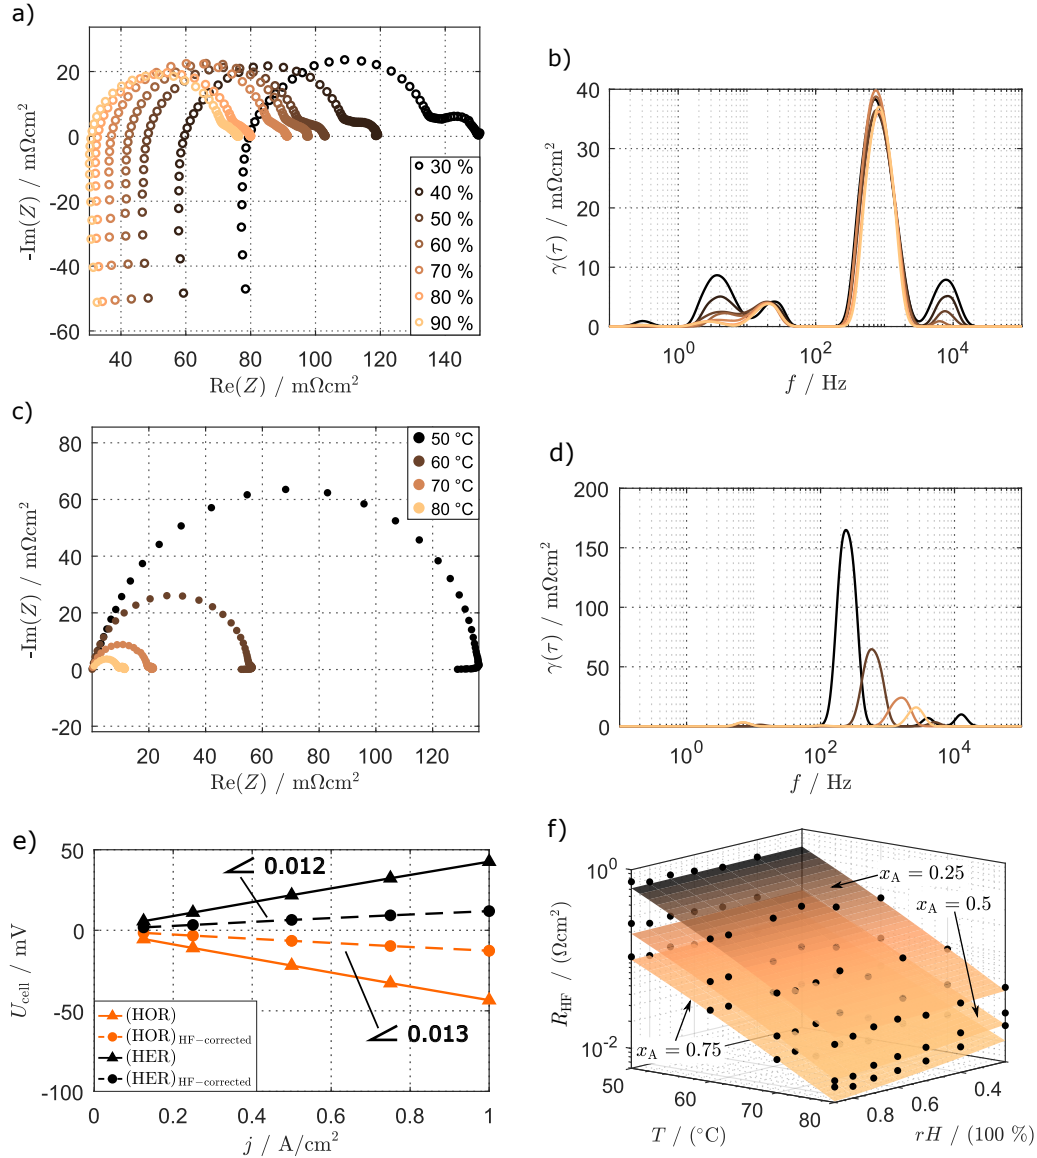 a)
-Im(Z) / mΩcm²
20
0
-20
-40
-60
40
60
80
100
120
140
Re(Z) / mΩcm²
30 %
40 %
50 %
60 %
70 %
80 %
90 %
b)
γ(τ) / mΩcm²
40
30
20
10
0
10⁰
10²
10⁴
f / Hz
c)
-Im(Z) / mΩcm²
80
60
40
20
0
-20
20
40
60
80
100
120
Re(Z) / mΩcm²
50 °C
60 °C
70 °C
80 °C
d)
γ(τ) / mΩcm²
200
150
100
50
0
10⁰
10²
10⁴
f / Hz
e)
U_cell / mV
50
0
-50
-100
0
0.2
0.4
0.6
0.8
1
j / A/cm²
0.012
0.013
(HOR)
(HOR)HF−corrected
(HER)
(HER)HF−corrected
f)
R_HF / (Ωcm²)
10⁰
10⁻²
x_A = 0.25
x_A = 0.5
x_A = 0.75
50
60
70
80
T / (°C)
0.8
0.6
0.4
rH / (100 %)